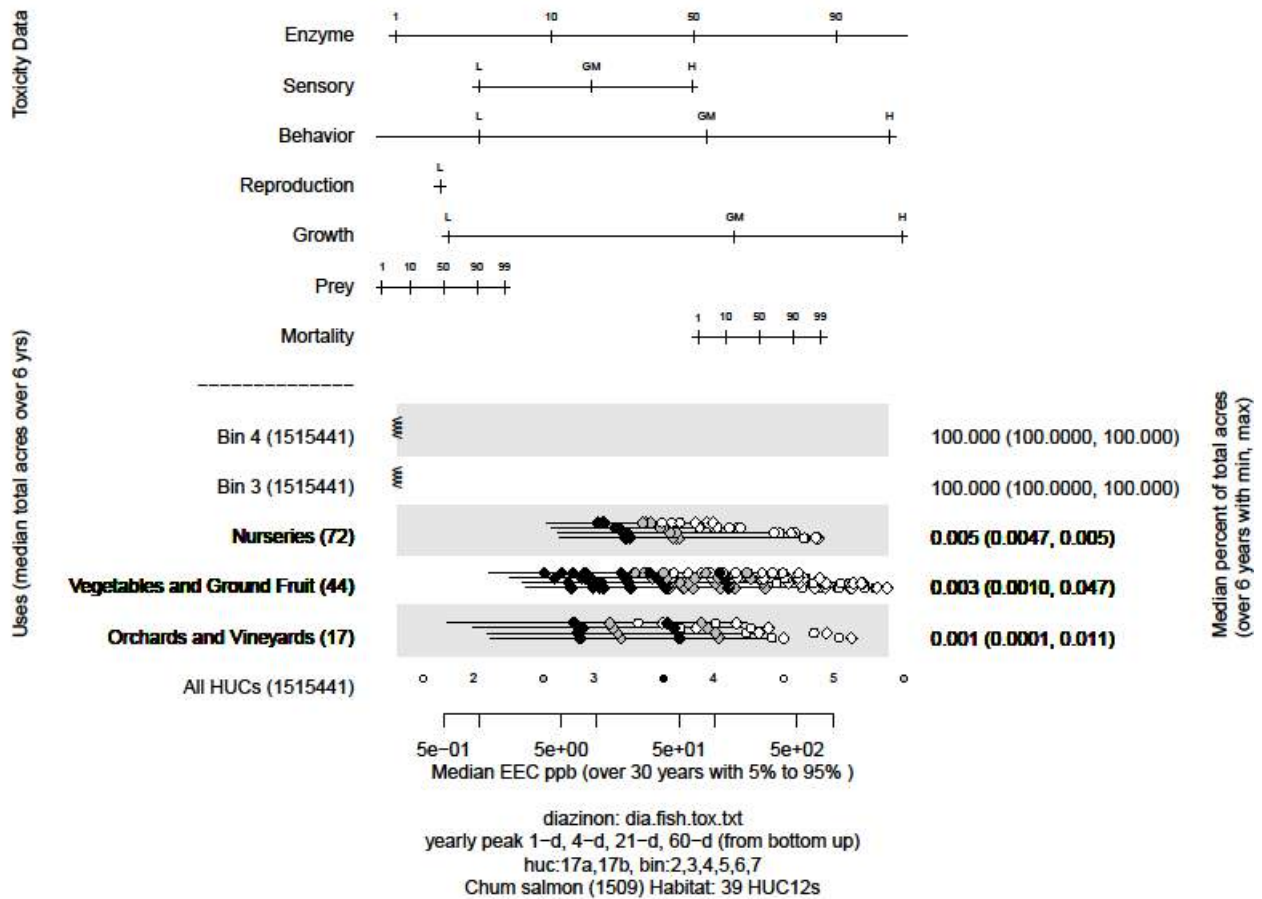 Toxicity Data
Enzyme 1 10 50 90
Sensory L GM H
Behavior L GM H
Reproduction L
Growth L GM H
Prey 1 10 50 90 99
Mortality 1 10 50 90 99
Uses (median total acres over 6 yrs)
Median percent of total acres
(over 6 years with min, max)
---------------
Bin 4 (1515441) 100.000 (100.0000, 100.000)
Bin 3 (1515441) 100.000 (100.0000, 100.000)
Nurseries (72) 0.005 (0.0047, 0.005)
Vegetables and Ground Fruit (44) 0.003 (0.0010, 0.047)
Orchards and Vineyards (17) 0.001 (0.0001, 0.011)
All HUCs (1515441) 2 3 4 5
5e−01 5e+00 5e+01 5e+02
Median EEC ppb (over 30 years with 5% to 95% )
diazinon: dia.fish.tox.txt
yearly peak 1−d, 4−d, 21−d, 60−d (from bottom up)
huc:17a,17b, bin:2,3,4,5,6,7
Chum salmon (1509) Habitat: 39 HUC12s